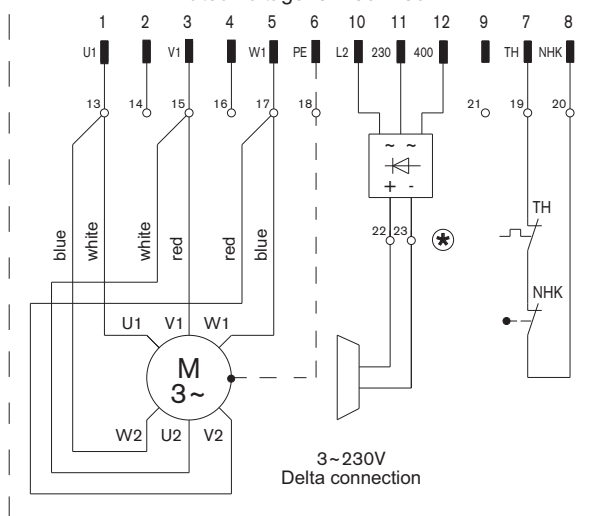 1 2 3 4 5 6 10 11 12 9 7 8
U1 V1 W1 PE L2 230 400 TH NHK
13 14 15 16 17 18 21 19 20
~ ~
+ -
22 23 *
TH
blue white white red red blue
NHK
U1 V1 W1
M
3~
W2 U2 V2
3~230V
Delta connection